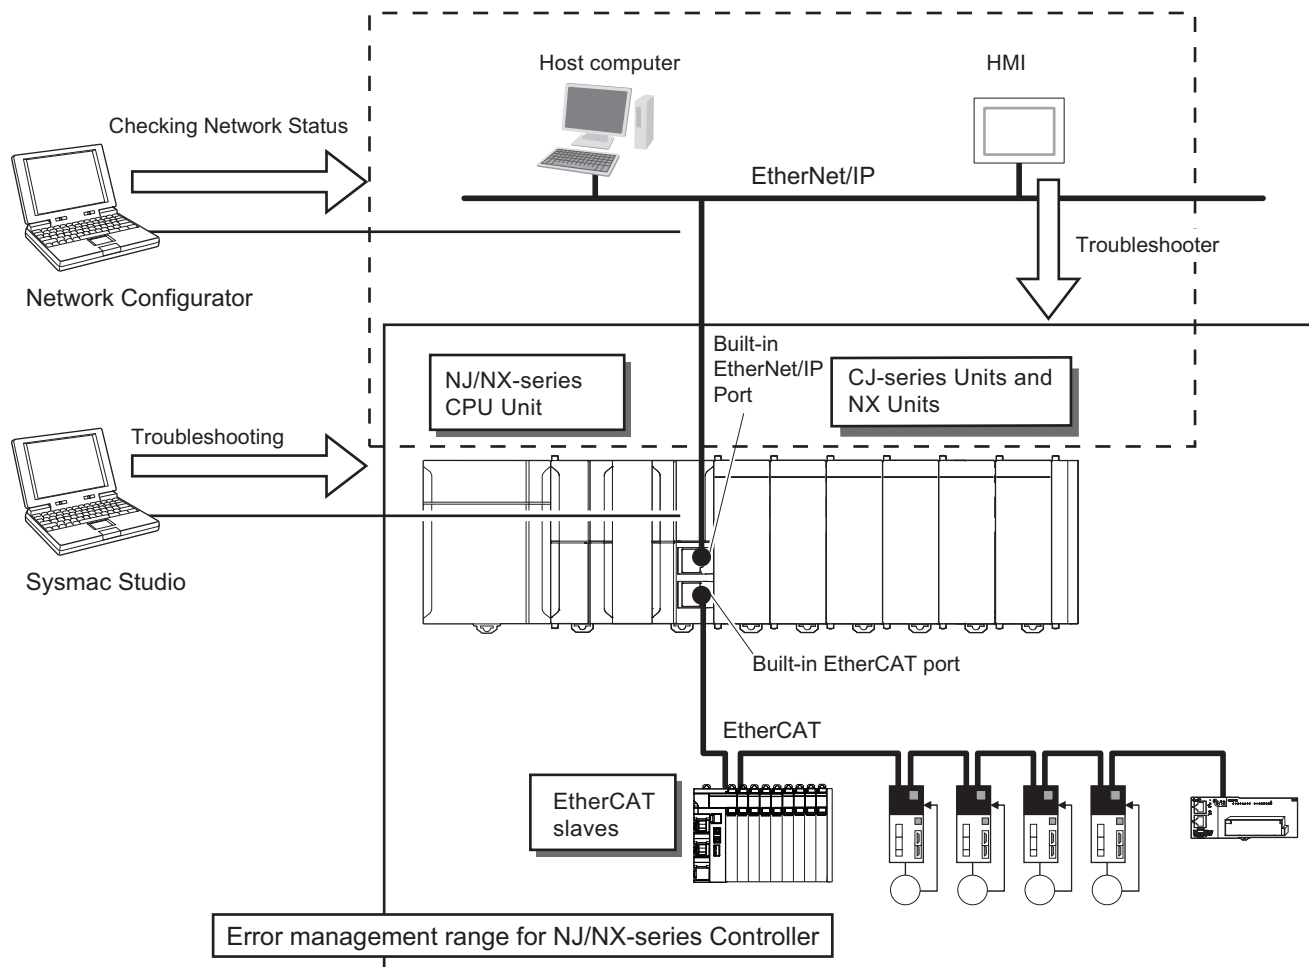 Host computer
HMI
Checking Network Status
EtherNet/IP
Troubleshooter
Network Configurator
Built-in
EtherNet/IP
Port
NJ/NX-series
CPU Unit
CJ-series Units and
NX Units
Troubleshooting
Sysmac Studio
Built-in EtherCAT port
EtherCAT
EtherCAT
slaves
Error management range for NJ/NX-series Controller